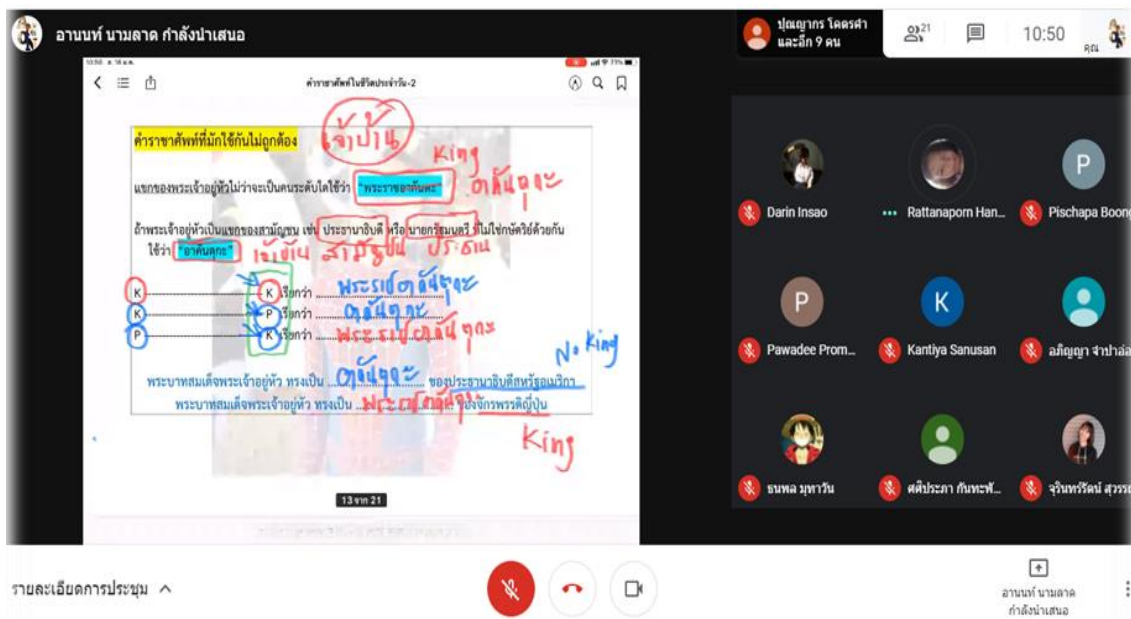 อานนท์ นามลาด กำลังนำเสนอ
ปุณญากร โคตรศำ
และอีก 9 คน
21
10:50
คุณ
71%
คำราชาศัพท์ในชีวิตประจำวัน-2
คำราชาศัพท์ที่มักใช้กันไม่ถูกต้อง
เจ้าบ้าน
King
แขกของพระเจ้าอยู่หัวไม่ว่าจะเป็นคนระดับใดใช้ว่า "พระราชอาคันตุกะ" อาคันตุกะ
ถ้าพระเจ้าอยู่หัวเป็นแขกของสามัญชน เช่น ประธานาธิบดี หรือ นายกรัฐมนตรี ที่ไม่ใช่กษัตริย์ด้วยกัน
ใช้ว่า "อาคันตุกะ" เจ้าบ้าน สามัญชน ประธาน
K K เรียกว่า พระราชอาคันตุกะ
K P เรียกว่า อาคันตุกะ
P K เรียกว่า พระราชอาคันตุกะ
No King
พระบาทสมเด็จพระเจ้าอยู่หัว ทรงเป็น อาคันตุกะ ของประธานาธิบดีสหรัฐอเมริกา
พระบาทสมเด็จพระเจ้าอยู่หัว ทรงเป็น พระราชอาคันตุกะ ของจักรพรรดิญี่ปุ่น
King
13 จาก 21
Darin Insao
Rattanaporn Han...
P
Pischapa Boon
P
Pawadee Prom...
K
Kantiya Sanusan
อภิญญา จำปาอ่อ
ธนพล มุทาวัน
ศศิประภา กันทะพ้...
จุรินทร์รัตน์ สุวรร
รายละเอียดการประชุม
อานนท์ นามลาด
กำลังนำเสนอ